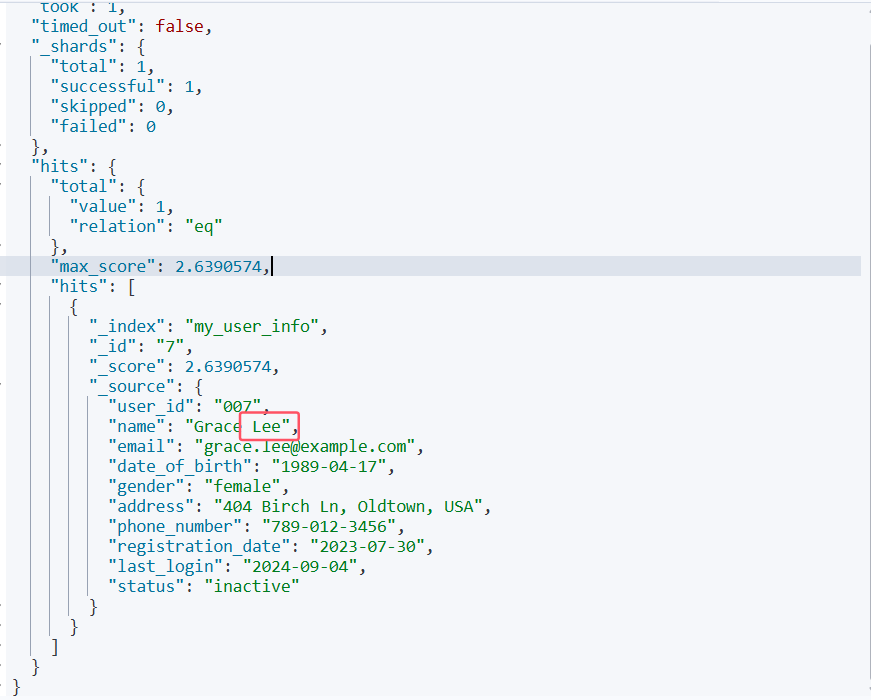 "took": 1,
"timed_out": false,
"_shards": {
"total": 1,
"successful": 1,
"skipped": 0,
"failed": 0
},
"hits": {
"total": {
"value": 1,
"relation": "eq"
},
"max_score": 2.6390574,
"hits": [
{
"_index": "my_user_info",
"_id": "7",
"_score": 2.6390574,
"_source": {
"user_id": "007",
"name": "Grace Lee",
"email": "grace.lee@example.com",
"date_of_birth": "1989-04-17",
"gender": "female",
"address": "404 Birch Ln, Oldtown, USA",
"phone_number": "789-012-3456",
"registration_date": "2023-07-30",
"last_login": "2024-09-04",
"status": "inactive"
}
}
]
}
}